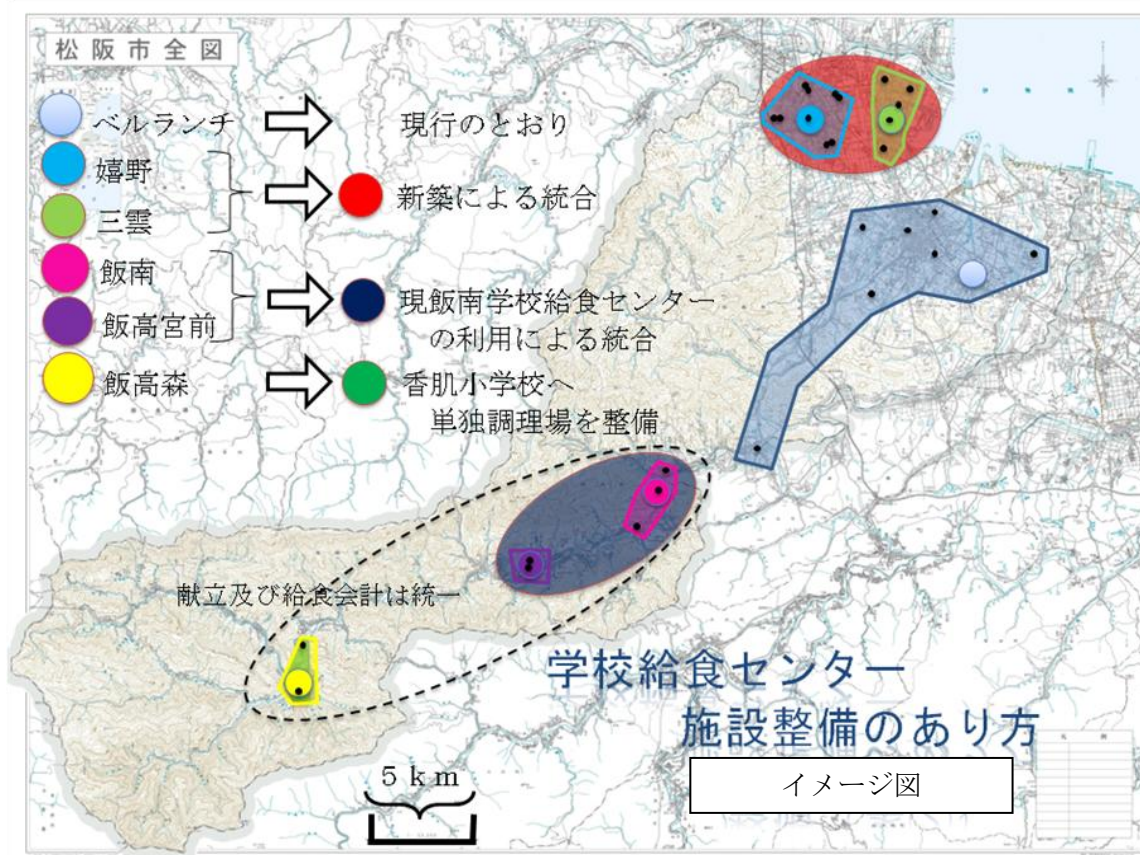 松阪市全図
ベルランチ
現行のとおり
嬉野
新築による統合
三雲
飯南
現飯南学校給食センター
の利用による統合
飯高宮前
飯高森
香肌小学校へ
単独調理場を整備
献立及び給食会計は統一
学校給食センター
施設整備のあり方
イメージ図
5km